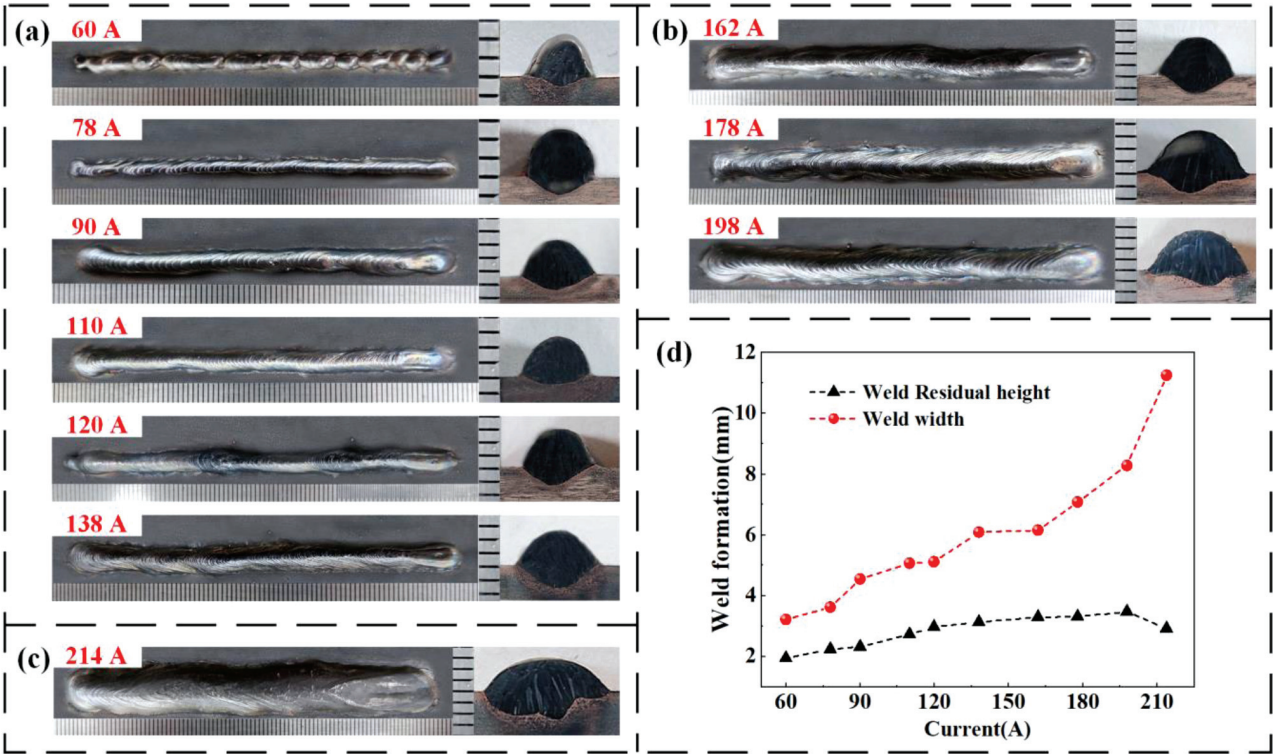 (a)
60 A
78 A
90 A
110 A
120 A
138 A
(b)
162 A
178 A
198 A
(c)
214 A
(d)
12
10
8
6
4
2
Weld formation(mm)
Weld Residual height
Weld width
60 90 120 150 180 210
Current(A)